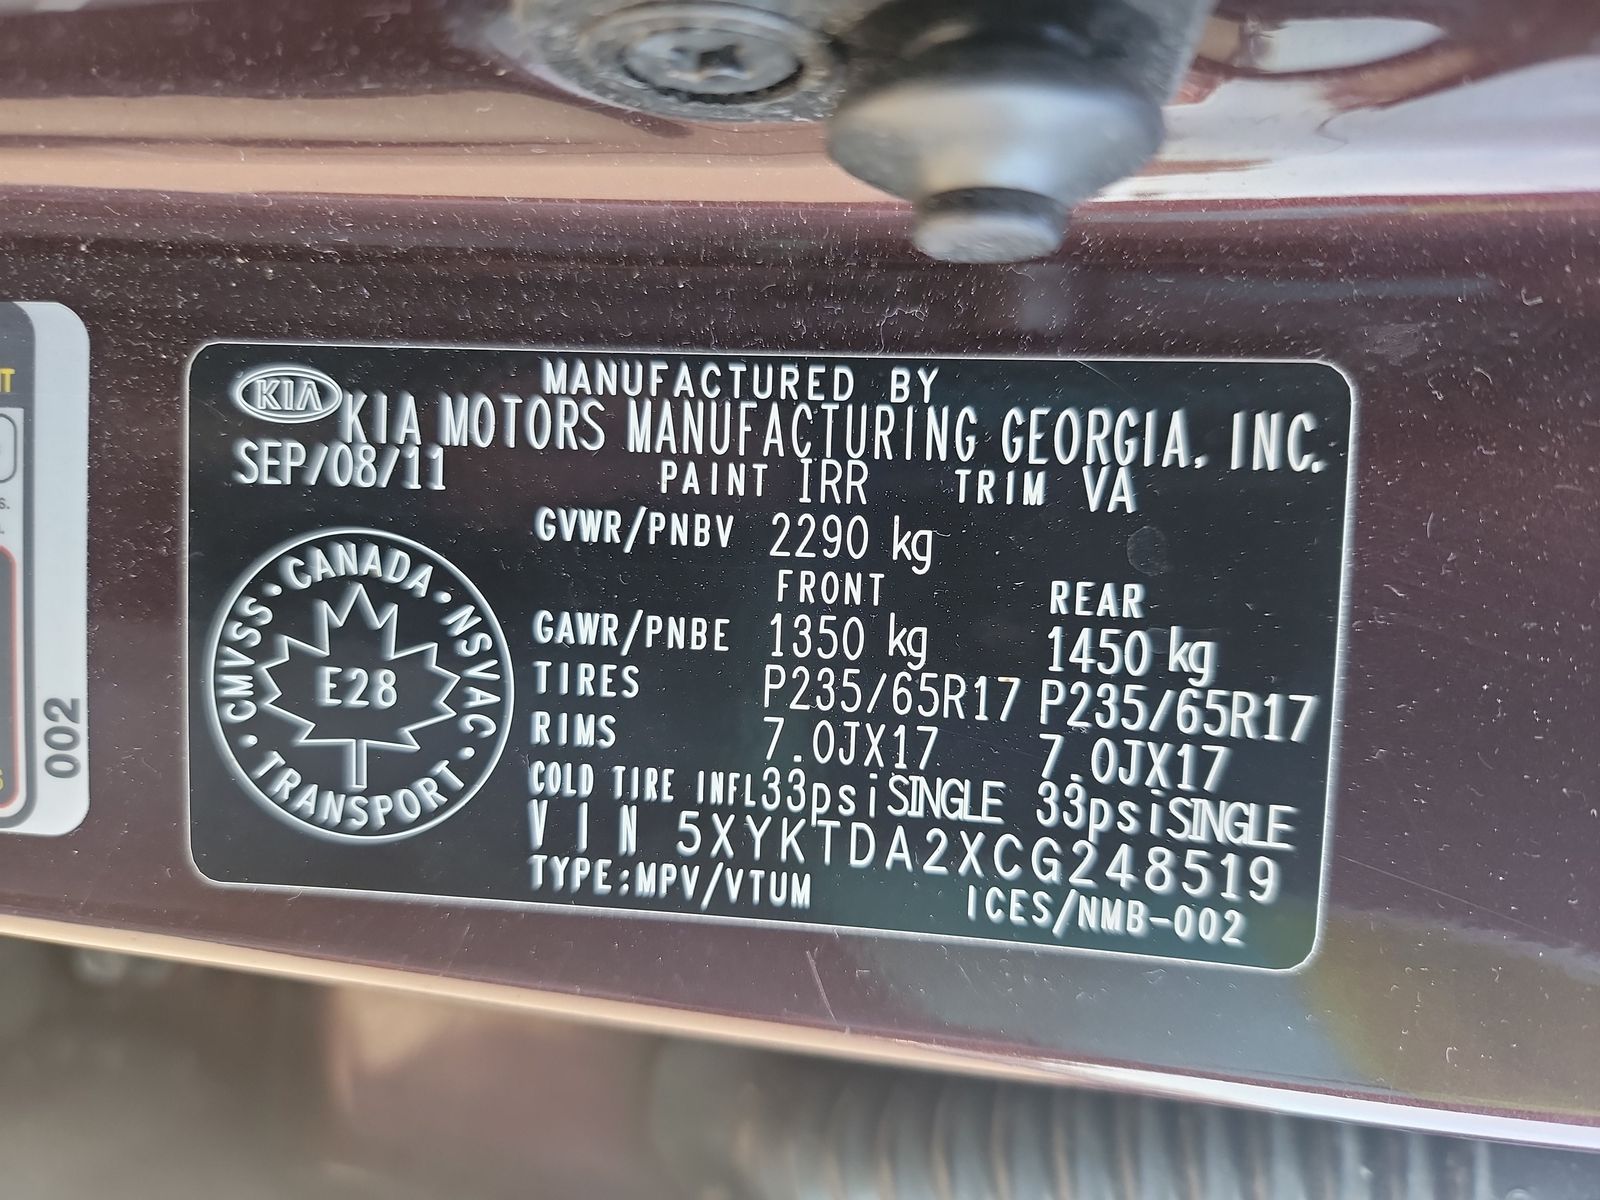 MANUFACTURED BY
KIA KIA MOTORS MANUFACTURING GEORGIA, INC.
SEP/08/11 PAINT IRR TRIM VA
GVWR/PNBV 2290 kg
FRONT REAR
GAWR/PNBE 1350 kg 1450 kg
TIRES P235/65R17 P235/65R17
RIMS 7.0JX17 7.0JX17
COLD TIRE INFL 33psiSINGLE 33psiSINGLE
VIN 5XYKTDA2XCG248519
TYPE:MPV/VTUM ICES/NMB-002
CANADA · NSVAC · TRANSPORT · CMVSS ·
E28
002